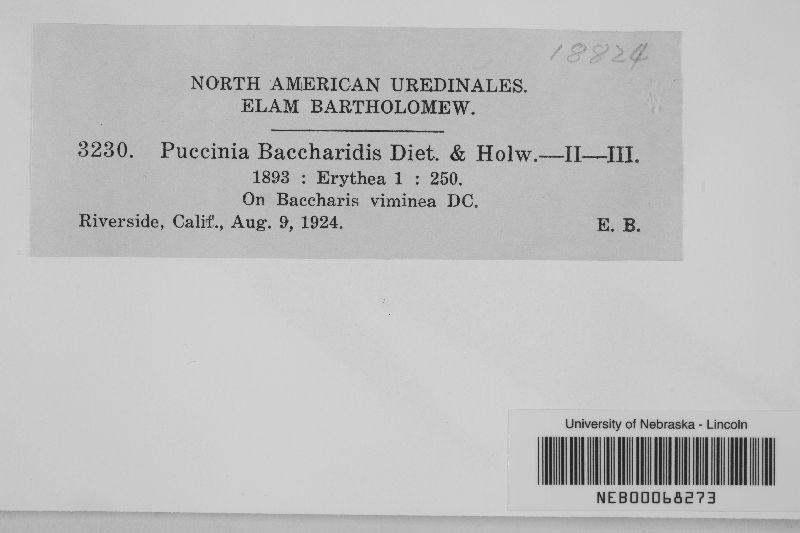 18824
NORTH AMERICAN UREDINALES.
ELAM BARTHOLOMEW.
3230. Puccinia Baccharidis Diet. & Holw.—II—III.
1893 : Erythea 1 : 250.
On Baccharis viminea DC.
Riverside, Calif., Aug. 9, 1924. E. B.
University of Nebraska - Lincoln
NEB00068273